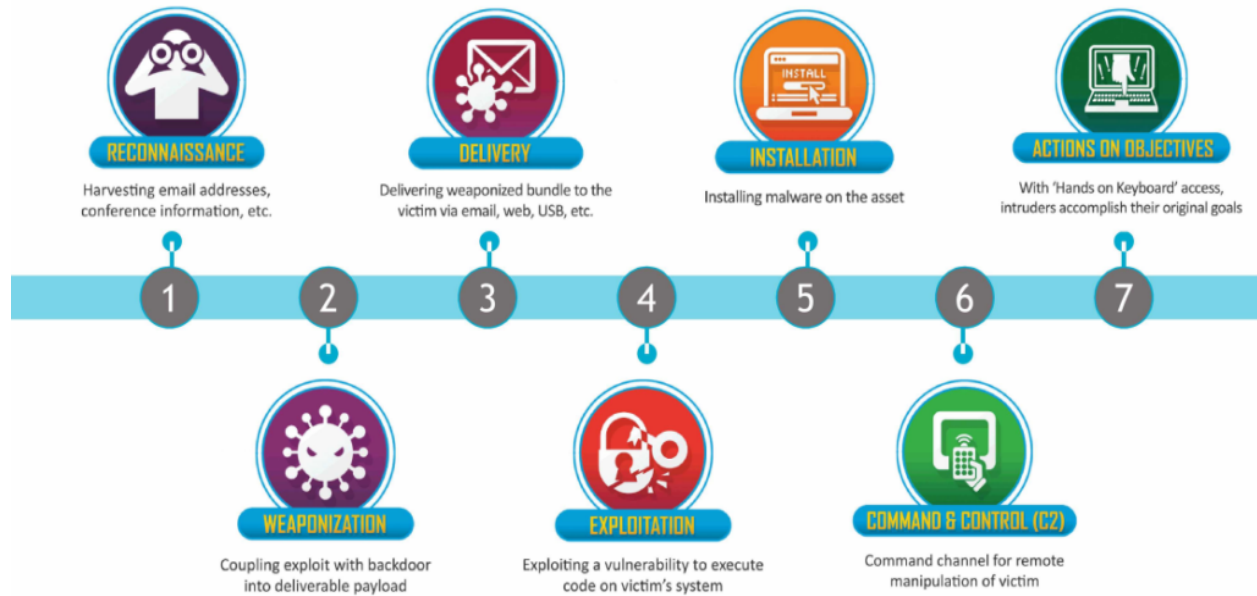 INSTALL
RECONNAISSANCE
Harvesting email addresses,
conference information, etc.
DELIVERY
Delivering weaponized bundle to the
victim via email, web, USB, etc.
INSTALLATION
Installing malware on the asset
ACTIONS ON OBJECTIVES
With ‘Hands on Keyboard’ access,
intruders accomplish their original goals
1
2
3
4
5
6
7
WEAPONIZATION
Coupling exploit with backdoor
into deliverable payload
EXPLOITATION
Exploiting a vulnerability to execute
code on victim’s system
COMMAND & CONTROL (C2)
Command channel for remote
manipulation of victim